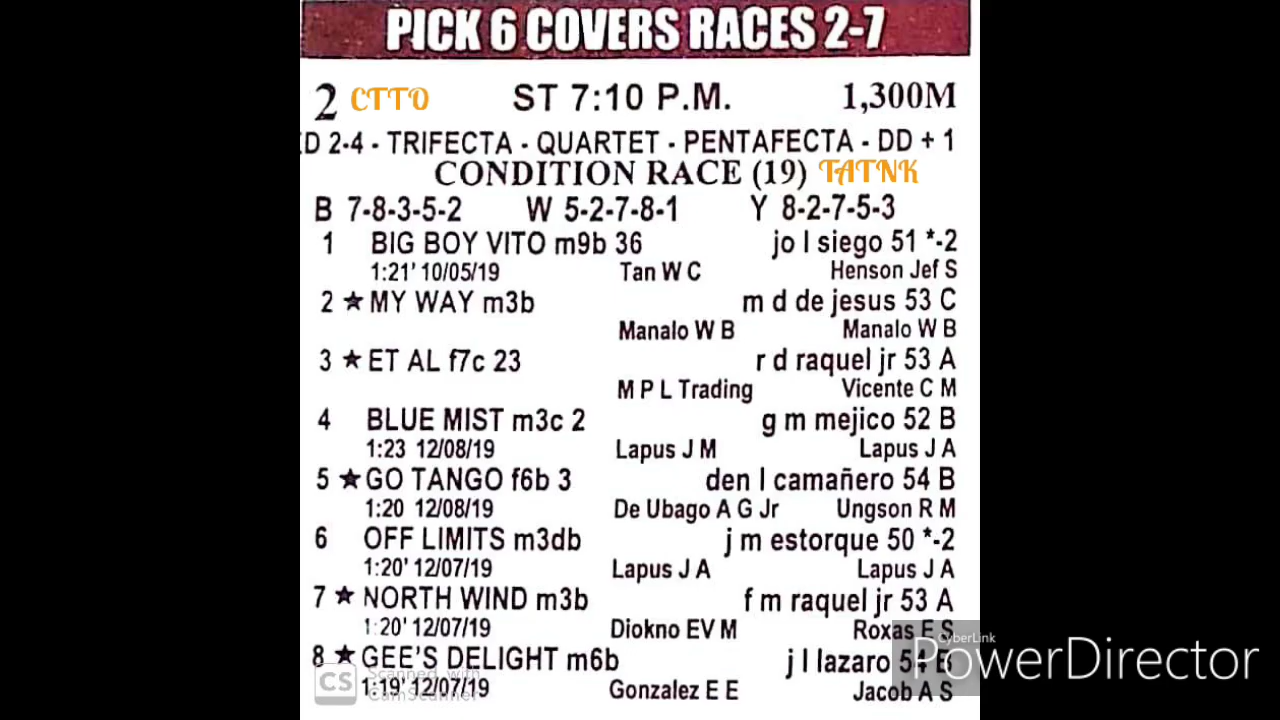 PICK 6 COVERS RACES 2-7
2 CTTO ST 7:10 P.M. 1,300M
D 2-4 - TRIFECTA - QUARTET - PENTAFECTA - DD + 1
CONDITION RACE (19) TATNK
B 7-8-3-5-2 W 5-2-7-8-1 Y 8-2-7-5-3
1 BIG BOY VITO m9b 36 jo l siego 51 *-2
1:21' 10/05/19 Tan W C Henson Jef S
2 ★ MY WAY m3b m d de jesus 53 C
Manalo W B Manalo W B
3 ★ ET AL f7c 23 r d raquel jr 53 A
M P L Trading Vicente C M
4 BLUE MIST m3c 2 g m mejico 52 B
1:23 12/08/19 Lapus J M Lapus J A
5 ★ GO TANGO f6b 3 den l camañero 54 B
1:20 12/08/19 De Ubago A G Jr Ungson R M
6 OFF LIMITS m3db j m estorque 50 *-2
1:20' 12/07/19 Lapus J A Lapus J A
7 ★ NORTH WIND m3b f m raquel jr 53 A
1:20' 12/07/19 Diokno EV M Roxas E S
8 ★ GEE'S DELIGHT m6b j l lazaro 54 B
1:19' 12/07/19 Gonzalez E E Jacob A S
CS Scanned with
CamScanner
CyberLink
PowerDirector